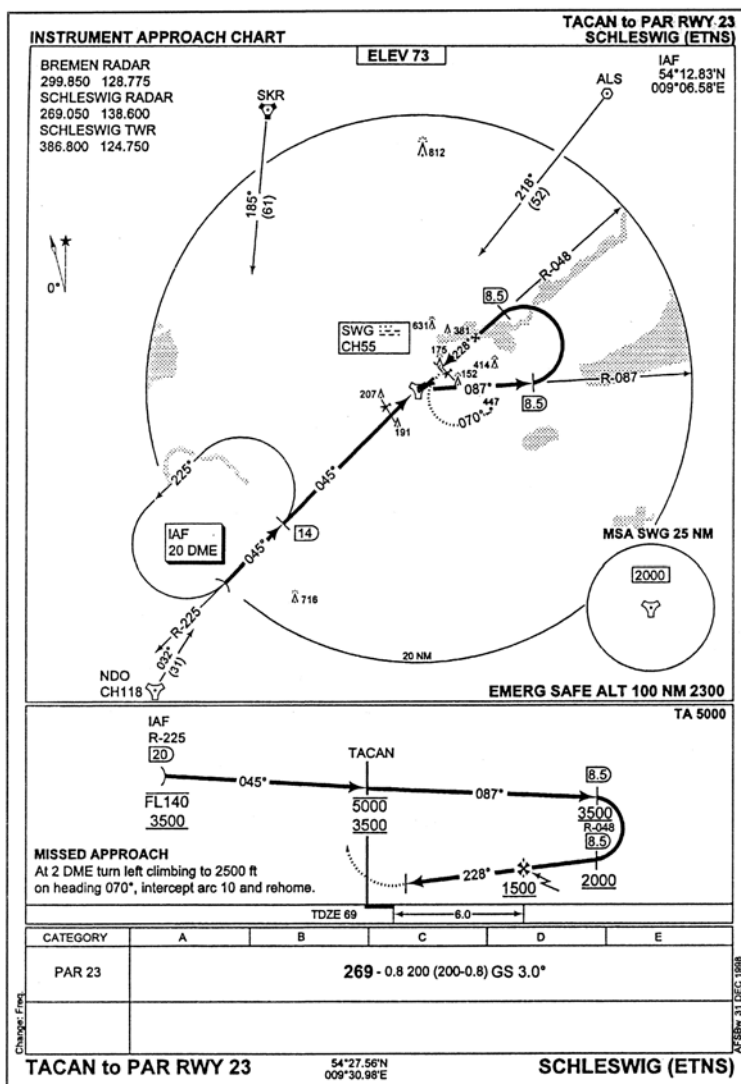 INSTRUMENT APPROACH CHART
TACAN to PAR RWY 23
SCHLESWIG (ETNS)
ELEV 73
BREMEN RADAR
299.850 128.775
SCHLESWIG RADAR
269.050 138.600
SCHLESWIG TWR
386.800 124.750
IAF
54°12.83'N
009°06.58'E
SKR
ALS
812
185°
(61)
218°
(52)
0°
R-048
8.5
SWG
CH55
631
381
175
228°
414
152
087°
R-087
8.5
207
447
070°
191
045°
225°
IAF
20 DME
14
045°
MSA SWG 25 NM
2000
716
R-225
032°
(31)
20 NM
NDO
CH118
EMERG SAFE ALT 100 NM 2300
TA 5000
IAF
R-225
20
TACAN
045°
087°
8.5
FL140
3500
5000
3500
3500
R-048
8.5
MISSED APPROACH
At 2 DME turn left climbing to 2500 ft
on heading 070°, intercept arc 10 and rehome.
228°
1500
2000
TDZE 69
6.0
CATEGORY A B C D E
PAR 23 269 - 0.8 200 (200-0.8) GS 3.0°
Change: Freq.
AFSBw 31 DEC 1998
TACAN to PAR RWY 23
54°27.56'N
009°30.98'E
SCHLESWIG (ETNS)